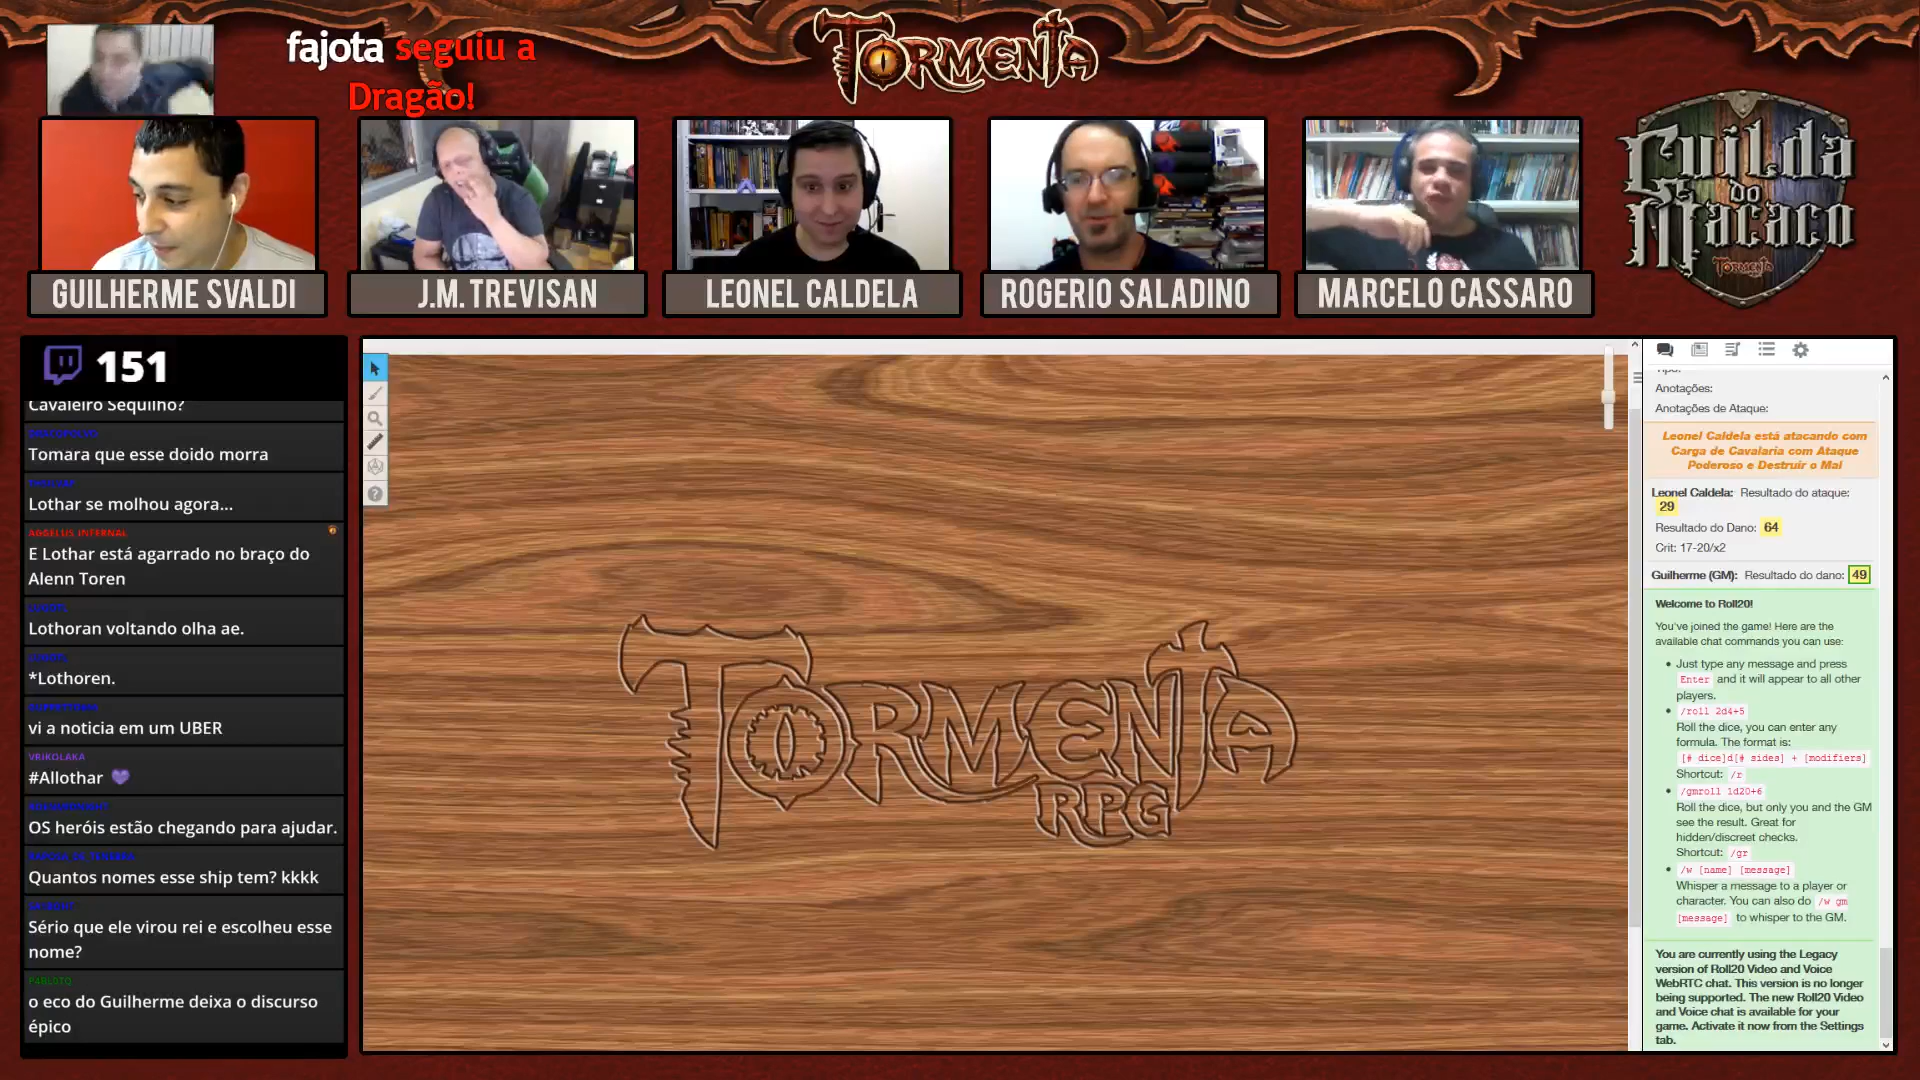 fajota seguiu a
Dragão!
TORMENTA
GUILHERME SVALDI
J.M. TREVISAN
LEONEL CALDELA
ROGERIO SALADINO
MARCELO CASSARO
Guilda
do
Macaco
TORMENTA
151
Cavaleiro Sequilho?
Tomara que esse doido morra
Lothar se molhou agora...
AGGELUS_INFERNAL
E Lothar está agarrado no braço do
Alenn Toren
Lothoran voltando olha ae.
*Lothoren.
vi a noticia em um UBER
VRIKOLAKA
#Allothar 💜
OS heróis estão chegando para ajudar.
Quantos nomes esse ship tem? kkkk
Sério que ele virou rei e escolheu esse
nome?
P4BLOTQ
o eco do Guilherme deixa o discurso
épico
TORMENTA
RPG
Anotações:
Anotações de Ataque:
Leonel Caldela está atacando com
Carga de Cavalaria com Ataque
Poderoso e Destruir o Mal
Leonel Caldela: Resultado do ataque:
29
Resultado do Dano: 64
Crit: 17-20/x2
Guilherme (GM): Resultado do dano: 49
Welcome to Roll20!
You've joined the game! Here are the
available chat commands you can use:
• Just type any message and press
Enter and it will appear to all other
players.
• /roll 2d4+5
Roll the dice, you can enter any
formula. The format is:
[# dice]d[# sides] + [modifiers]
Shortcut: /r
• /gmroll 1d20+6
Roll the dice, but only you and the GM
see the result. Great for
hidden/discreet checks.
Shortcut: /gr
• /w [name] [message]
Whisper a message to a player or
character. You can also do /w gm
[message] to whisper to the GM.
You are currently using the Legacy
version of Roll20 Video and Voice
WebRTC chat. This version is no longer
being supported. The new Roll20 Video
and Voice chat is available for your
game. Activate it now from the Settings
tab.